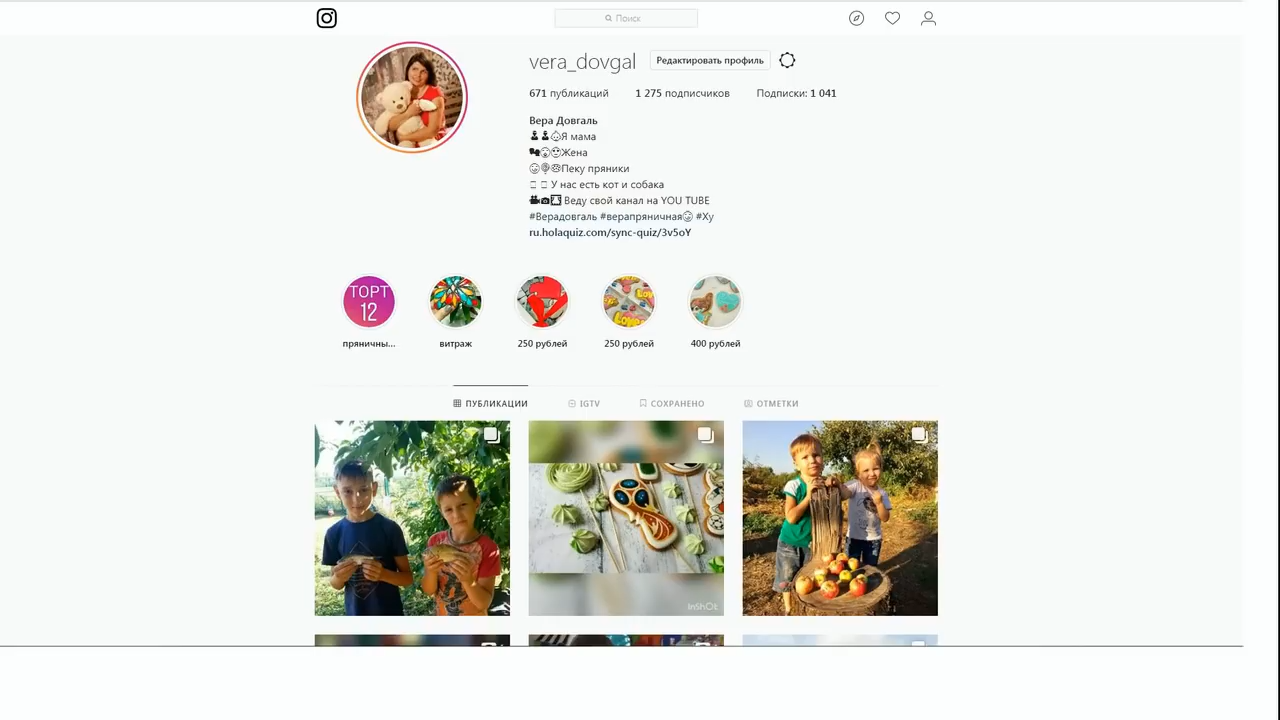 Поиск
vera_dovgal Редактировать профиль
671 публикаций 1 275 подписчиков Подписки: 1 041
Вера Довгаль
Я мама
Жена
Пеку пряники
У нас есть кот и собака
Веду свой канал на YOU TUBE
#Верадовгаль #верапряничная #Ху
ru.holaquiz.com/sync-quiz/3v5oY
ТОРТ
12
LOVE
пряничны... витраж 250 рублей 250 рублей 400 рублей
ПУБЛИКАЦИИ IGTV СОХРАНЕНО ОТМЕТКИ
InShOt